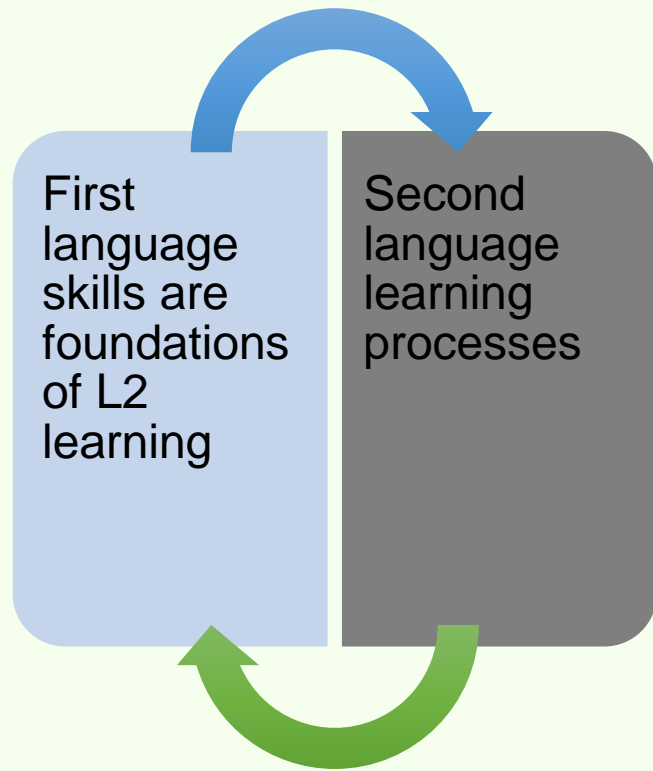 First
language
skills are
foundations
of L2
learning
Second
language
learning
processes